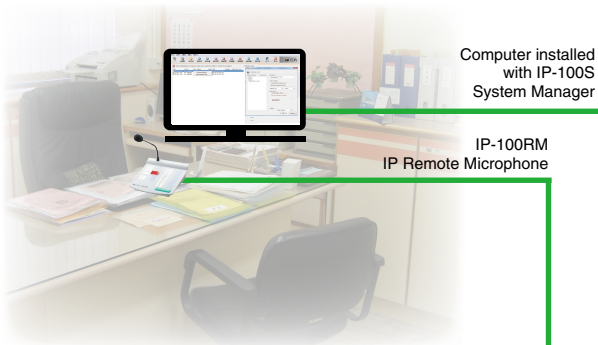 Computer installed
with IP-100S
System Manager
IP-100RM
IP Remote Microphone